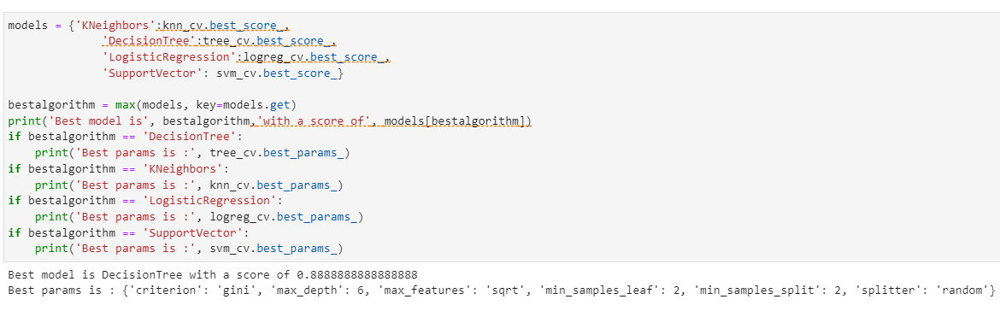 models = {'KNeighbors':knn_cv.best_score_,
              'DecisionTree':tree_cv.best_score_,
              'LogisticRegression':logreg_cv.best_score_,
              'SupportVector': svm_cv.best_score_}

bestalgorithm = max(models, key=models.get)
print('Best model is', bestalgorithm,'with a score of', models[bestalgorithm])
if bestalgorithm == 'DecisionTree':
    print('Best params is :', tree_cv.best_params_)
if bestalgorithm == 'KNeighbors':
    print('Best params is :', knn_cv.best_params_)
if bestalgorithm == 'LogisticRegression':
    print('Best params is :', logreg_cv.best_params_)
if bestalgorithm == 'SupportVector':
    print('Best params is :', svm_cv.best_params_)
Best model is DecisionTree with a score of 0.8888888888888888
Best params is : {'criterion': 'gini', 'max_depth': 6, 'max_features': 'sqrt', 'min_samples_leaf': 2, 'min_samples_split': 2, 'splitter': 'random'}